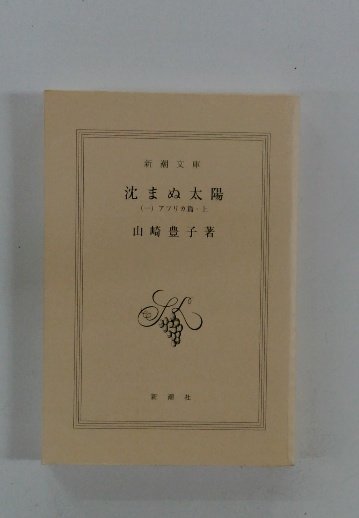 新潮文庫
沈まぬ太陽
(一)アフリカ篇・上
山崎豊子著
新潮社